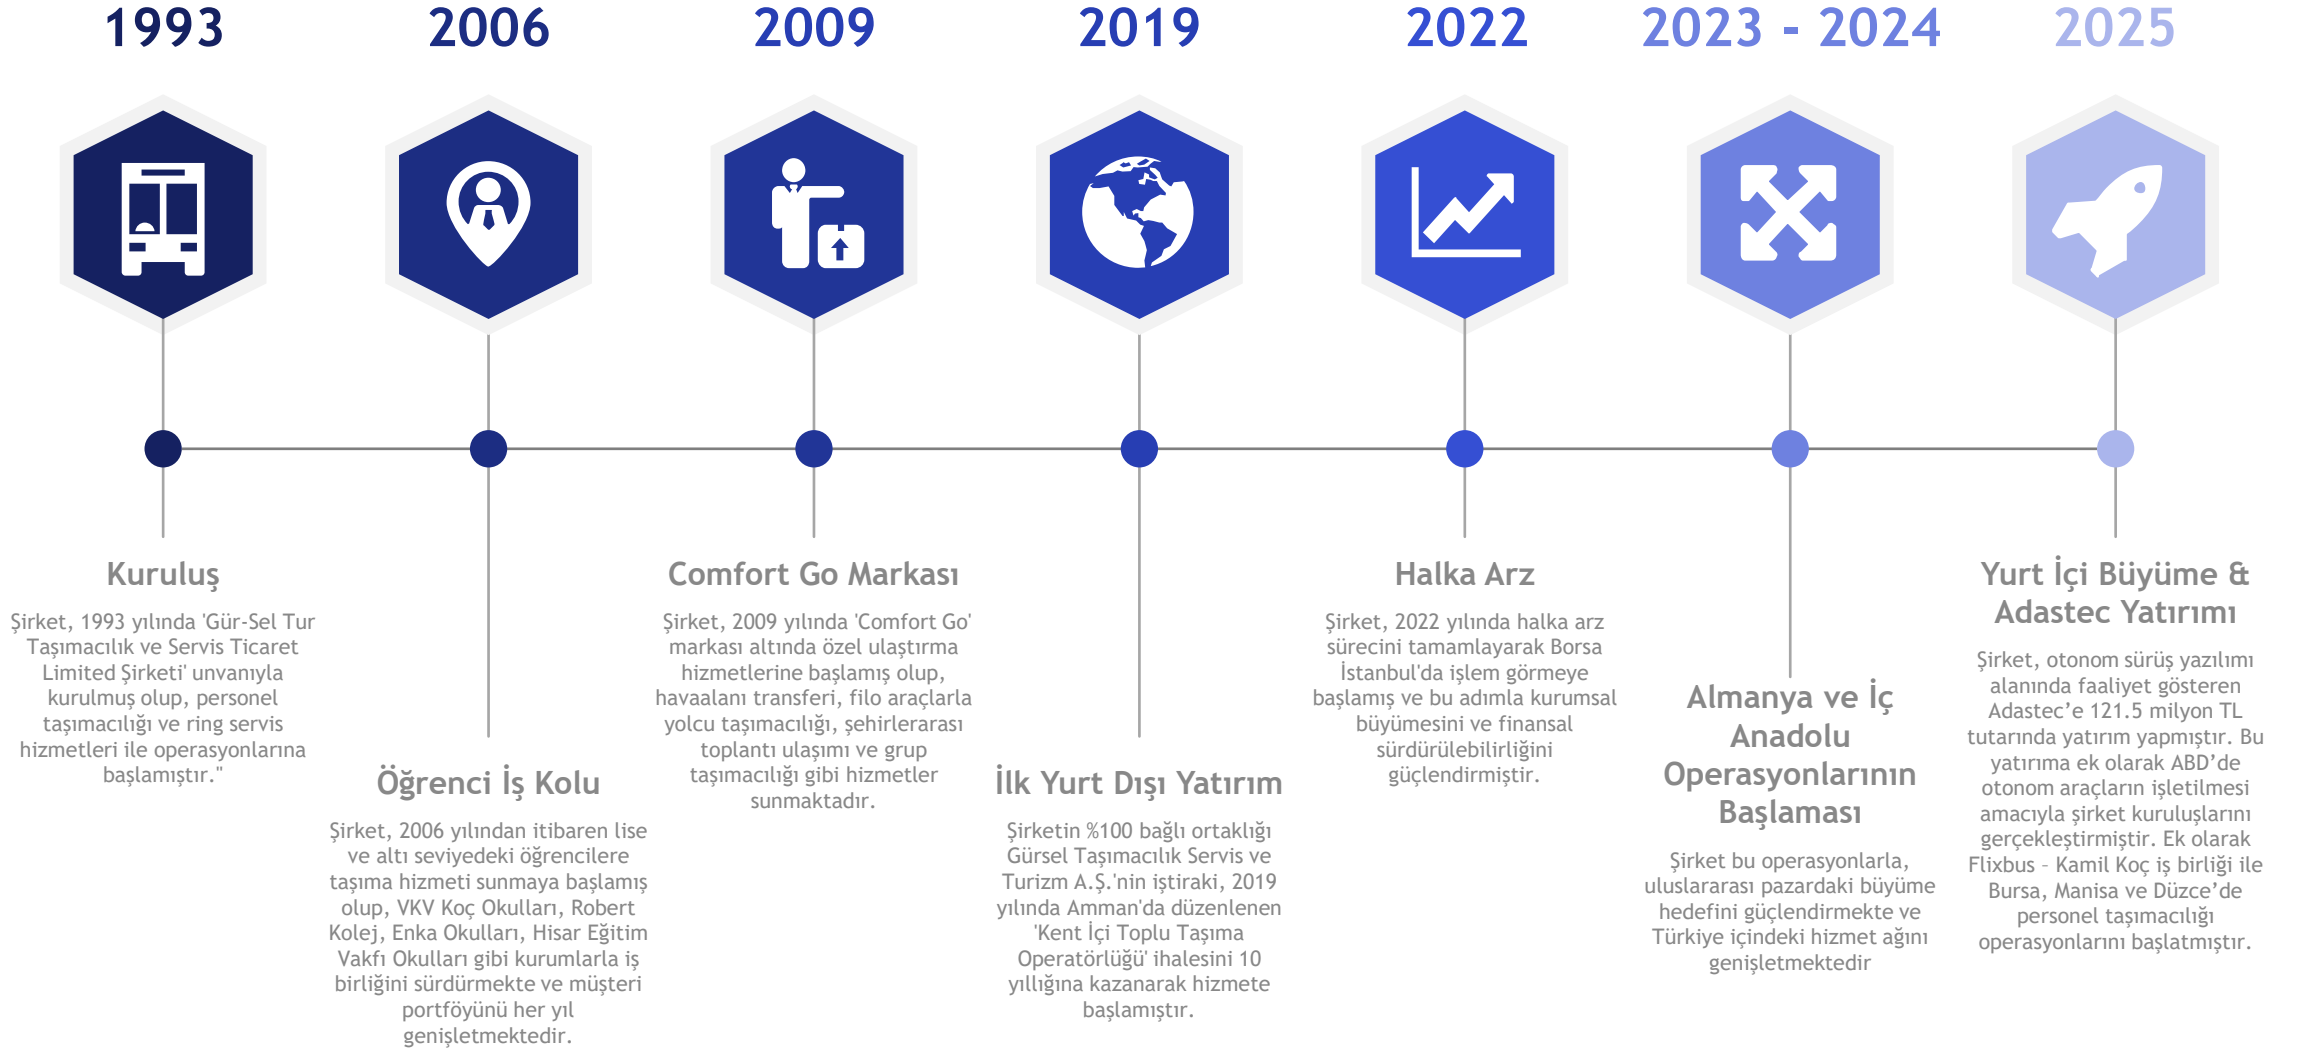 1993
Kuruluş
Şirket, 1993 yılında 'Gür-Sel Tur
Taşımacılık ve Servis Ticaret
Limited Şirketi' unvanıyla
kurulmuş olup, personel
taşımacılığı ve ring servis
hizmetleri ile operasyonlarına
başlamıştır."
2006
Öğrenci İş Kolu
Şirket, 2006 yılından itibaren lise
ve altı seviyedeki öğrencilere
taşıma hizmeti sunmaya başlamış
olup, VKV Koç Okulları, Robert
Kolej, Enka Okulları, Hisar Eğitim
Vakfı Okulları gibi kurumlarla iş
birliğini sürdürmekte ve müşteri
portföyünü her yıl
genişletmektedir.
2009
Comfort Go Markası
Şirket, 2009 yılında 'Comfort Go'
markası altında özel ulaştırma
hizmetlerine başlamış olup,
havaalanı transferi, filo araçlarla
yolcu taşımacılığı, şehirlerarası
toplantı ulaşımı ve grup
taşımacılığı gibi hizmetler
sunmaktadır.
2019
İlk Yurt Dışı Yatırım
Şirketin %100 bağlı ortaklığı
Gürsel Taşımacılık Servis ve
Turizm A.Ş.'nin iştiraki, 2019
yılında Amman'da düzenlenen
'Kent İçi Toplu Taşıma
Operatörlüğü' ihalesini 10
yıllığına kazanarak hizmete
başlamıştır.
2022
Halka Arz
Şirket, 2022 yılında halka arz
sürecini tamamlayarak Borsa
İstanbul'da işlem görmeye
başlamış ve bu adımla kurumsal
büyümesini ve finansal
sürdürülebilirliğini
güçlendirmiştir.
2023 - 2024
Almanya ve İç
Anadolu
Operasyonlarının
Başlaması
Şirket bu operasyonlarla,
uluslararası pazardaki büyüme
hedefini güçlendirmekte ve
Türkiye içindeki hizmet ağını
genişletmektedir
2025
Yurt İçi Büyüme &
Adastec Yatırımı
Şirket, otonom sürüş yazılımı
alanında faaliyet gösteren
Adastec’e 121.5 milyon TL
tutarında yatırım yapmıştır. Bu
yatırıma ek olarak ABD’de
otonom araçların işletilmesi
amacıyla şirket kuruluşlarını
gerçekleştirmiştir. Ek olarak
Flixbus – Kamil Koç iş birliği ile
Bursa, Manisa ve Düzce’de
personel taşımacılığı
operasyonlarını başlatmıştır.